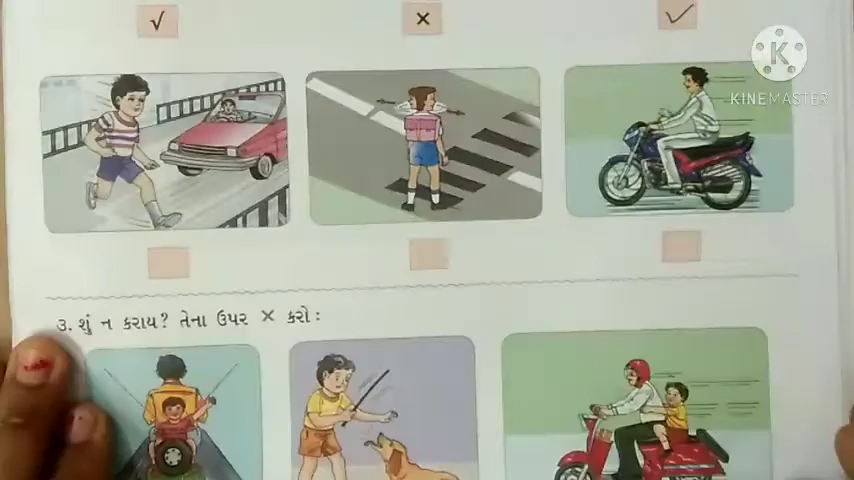 √ × ✓
K
KINEMASTER
૩. શું ન કરાય? તેના ઉપર × કરો :